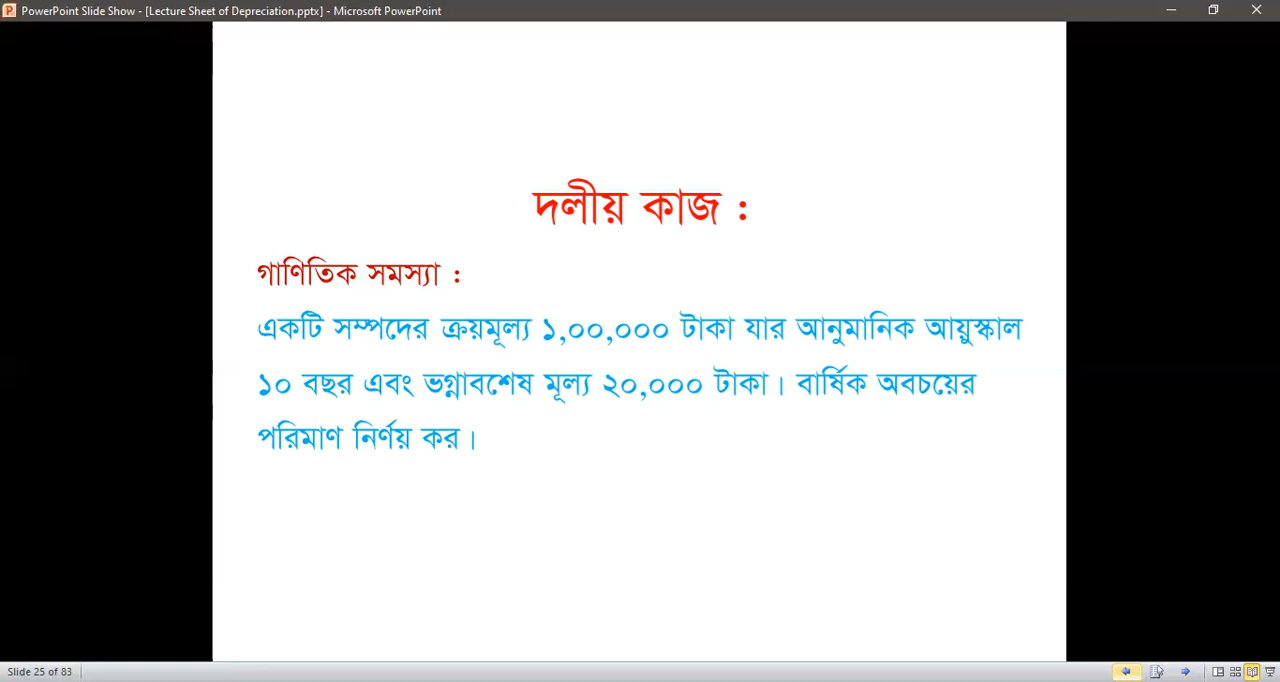 PowerPoint Slide Show - [Lecture Sheet of Depreciation.pptx] - Microsoft PowerPoint
দলীয় কাজ :
গাণিতিক সমস্যা :
একটি সম্পদের ক্রয়মূল্য ১,০০,০০০ টাকা যার আনুমানিক আয়ুস্কাল
১০ বছর এবং ভগ্নাবশেষ মূল্য ২০,০০০ টাকা। বার্ষিক অবচয়ের
পরিমাণ নির্ণয় কর।
Slide 25 of 83